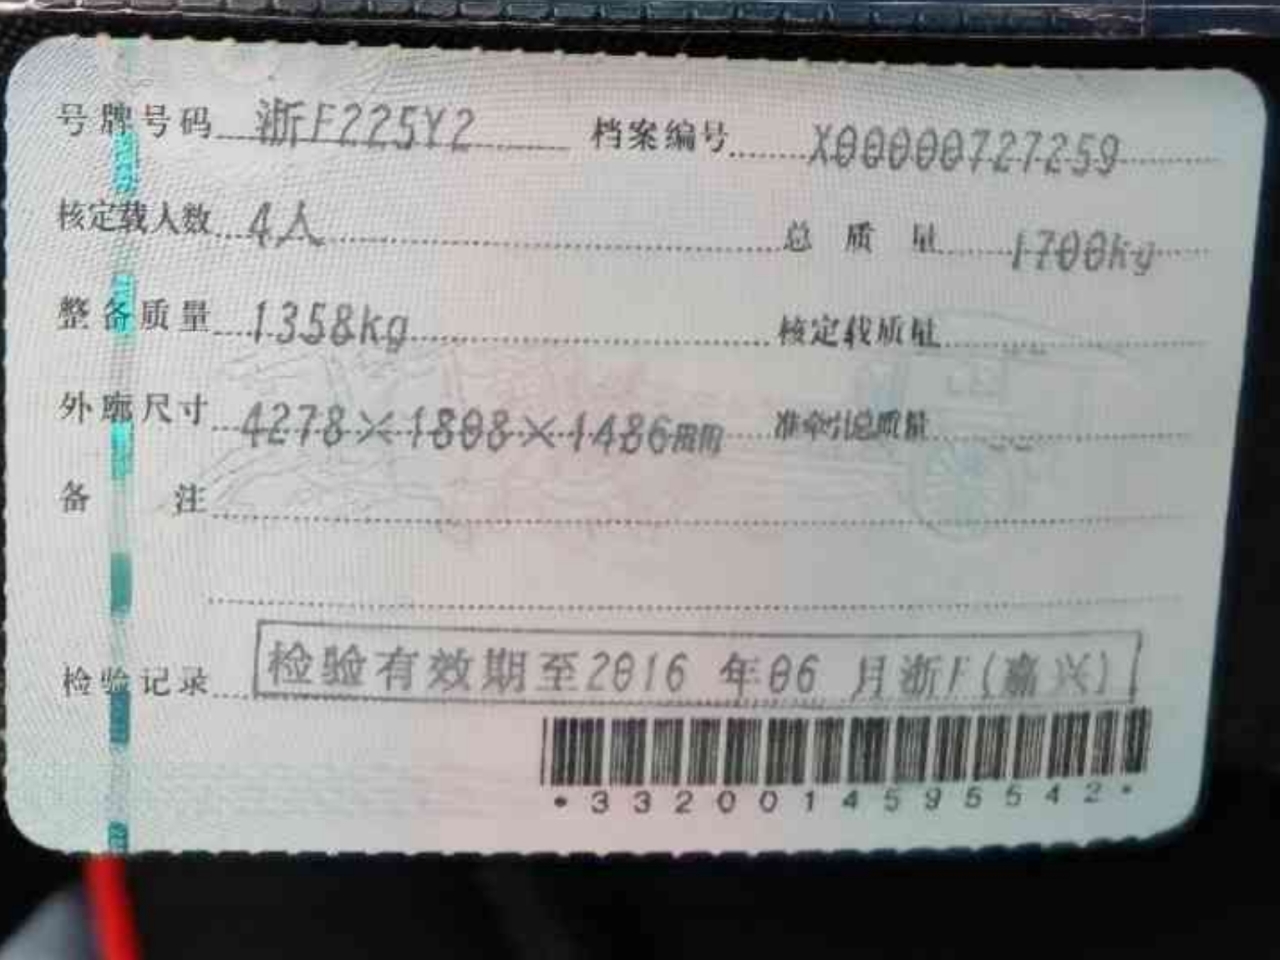 号牌号码 浙F225Y2 档案编号 X00000727259
核定载人数 4人 总质量 1700kg
整备质量 1358kg 核定载质量 --
外廓尺寸 4278×1808×1486mm 准牵引总质量 --
备注
检验记录 检验有效期至2016 年06 月浙F(嘉兴)
*3320014595542*